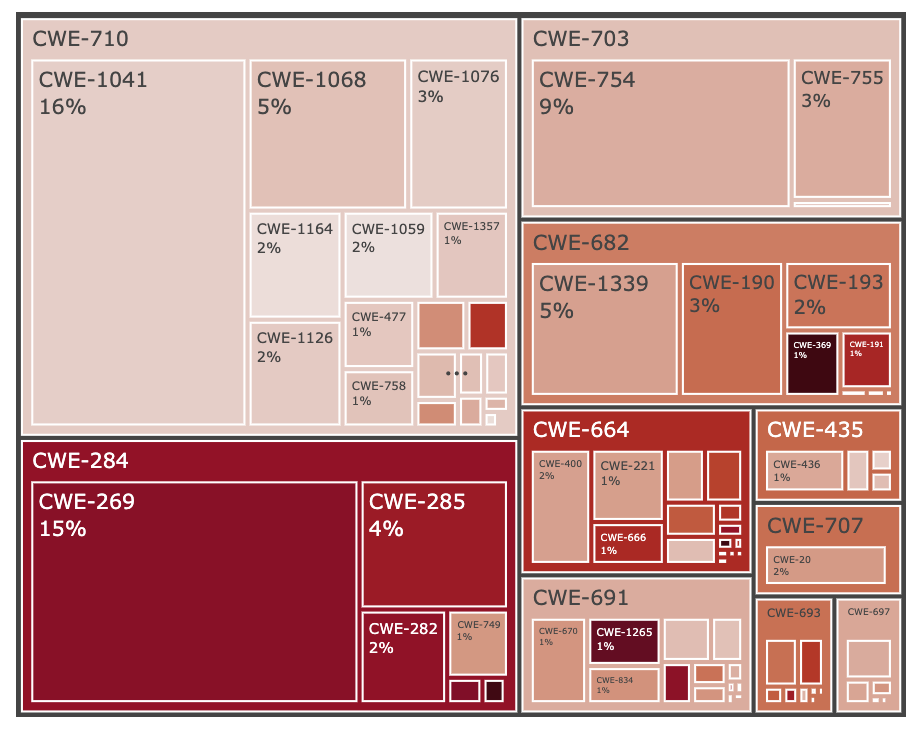 CWE-710
CWE-1041
16%
CWE-1068
5%
CWE-1076
3%
CWE-1164
2%
CWE-1059
2%
CWE-1357
1%
CWE-1126
2%
CWE-477
1%
CWE-758
1%
...
CWE-703
CWE-754
9%
CWE-755
3%
CWE-682
CWE-1339
5%
CWE-190
3%
CWE-193
2%
CWE-369
1%
CWE-191
1%
CWE-284
CWE-269
15%
CWE-285
4%
CWE-282
2%
CWE-749
1%
CWE-664
CWE-400
2%
CWE-221
1%
CWE-666
1%
CWE-435
CWE-436
1%
CWE-707
CWE-20
2%
CWE-691
CWE-670
1%
CWE-1265
1%
CWE-834
1%
CWE-693
CWE-697